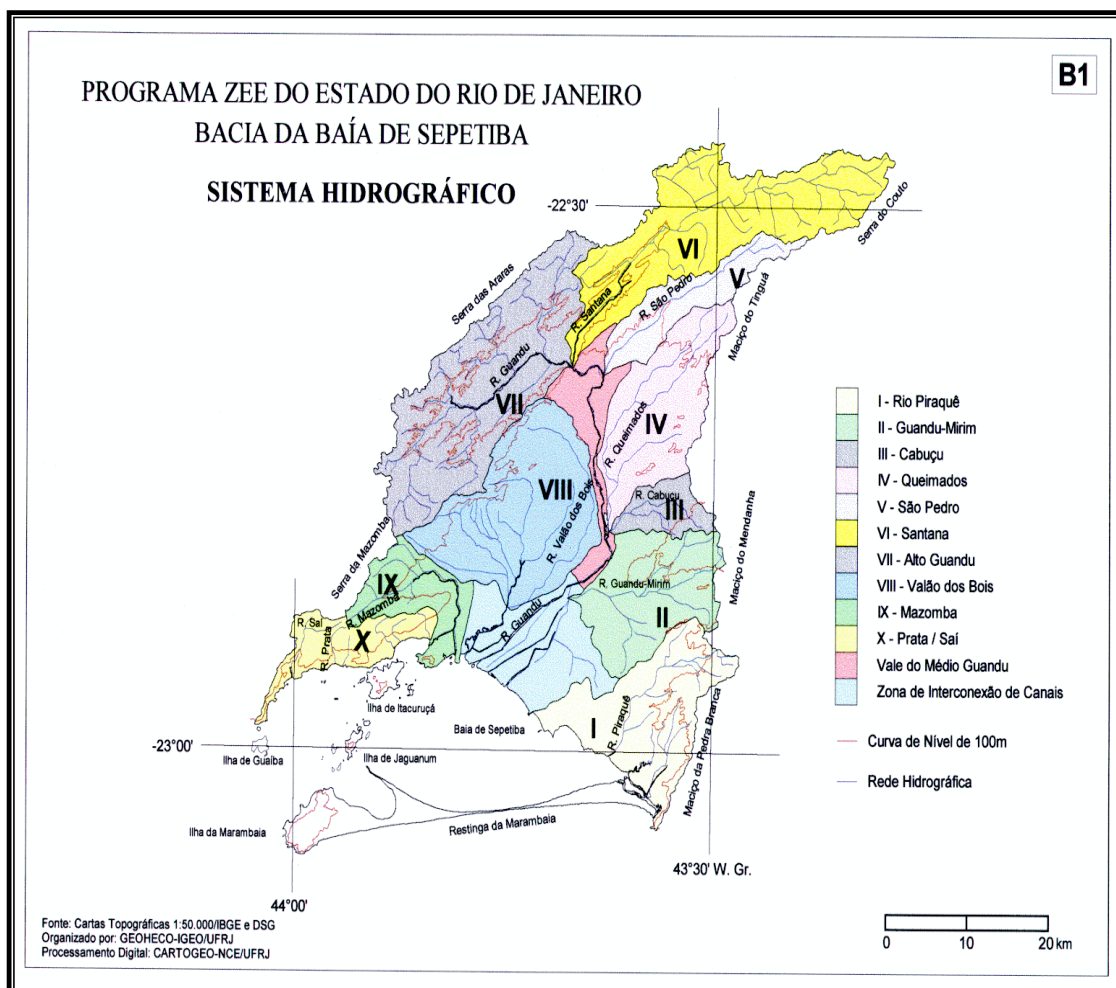 B1
PROGRAMA ZEE DO ESTADO DO RIO DE JANEIRO
BACIA DA BAÍA DE SEPETIBA
SISTEMA HIDROGRÁFICO
-22°30'
Serra do Couto
VI
V
Serra das Araras
R. Santana
R. São Pedro
Maciço do Tinguá
R. Guandu
VII
R. Queimados
IV
VIII
R. Valão dos Bois
R. Cabuçu
III
Maciço do Mendanha
Serra da Mazomba
IX
R. Mazomba
R. Guandu-Mirim
II
R. Guandu
R. Sal
R. Prata
X
Ilha de Itacuruçá
Baia de Sepetiba
I
R. Piraquê
Maciço da Pedra Branca
-23°00'
Ilha de Guaíba
Ilha de Jaguanum
Ilha da Marambaia
Restinga da Marambaia
43°30' W. Gr.
44°00'
I - Rio Piraquê
II - Guandu-Mirim
III - Cabuçu
IV - Queimados
V - São Pedro
VI - Santana
VII - Alto Guandu
VIII - Valão dos Bois
IX - Mazomba
X - Prata / Saí
Vale do Médio Guandu
Zona de Interconexão de Canais
Curva de Nível de 100m
Rede Hidrográfica
Fonte: Cartas Topográficas 1:50.000/IBGE e DSG
Organizado por: GEOHECO-IGEO/UFRJ
Processamento Digital: CARTOGEO-NCE/UFRJ
0 10 20 km